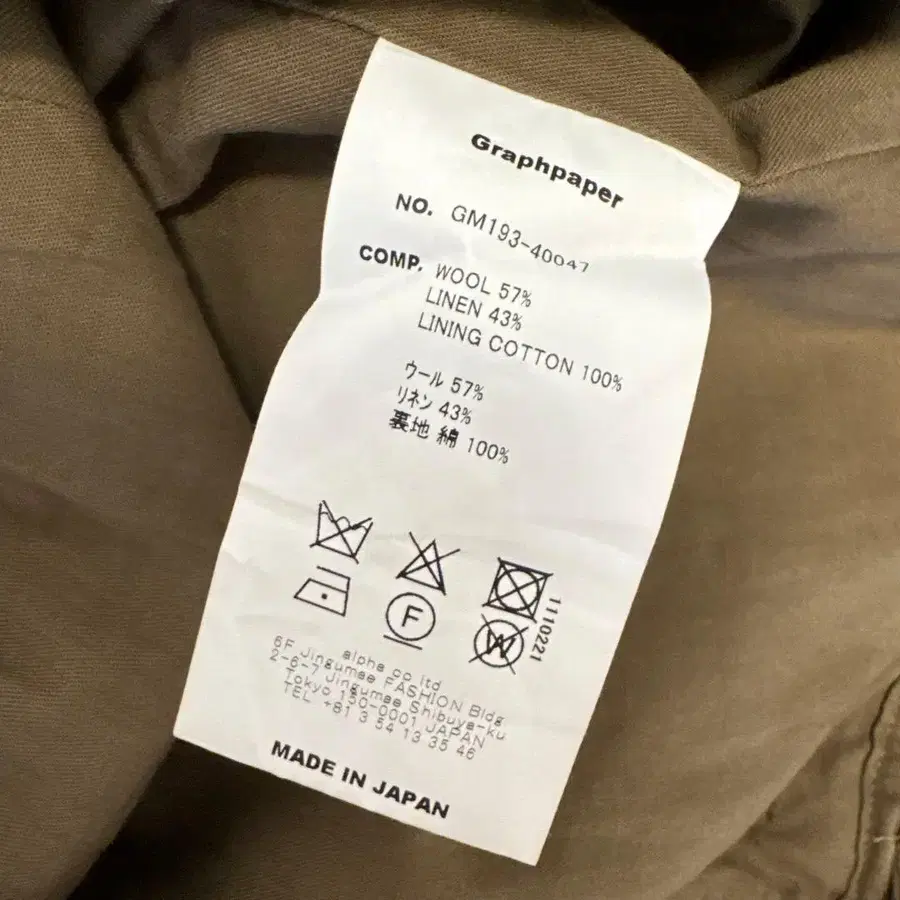 Graphpaper
NO. GM193-40047
COMP. WOOL 57%
LINEN 43%
LINING COTTON 100%
ウール 57%
リネン 43%
裏地 綿 100%
F
W
1110221
alpha co ltd
6F Jingumae FASHION Bldg
2-6-7 Jingumae Shibuya-ku
Tokyo 150-0001 JAPAN
TEL +81 3 54 13 35 46
MADE IN JAPAN